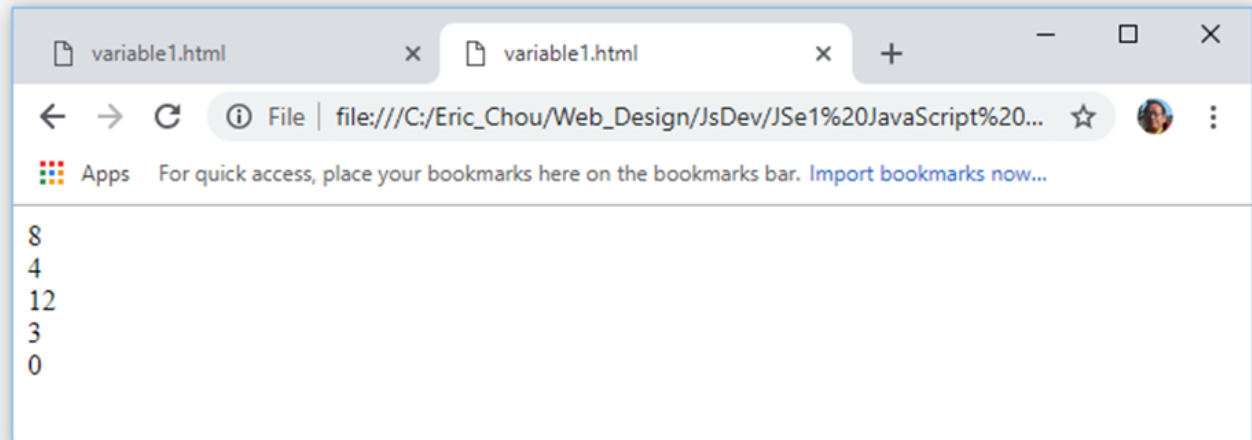 variable1.html
variable1.html
File file:///C:/Eric_Chou/Web_Design/JsDev/JSe1%20JavaScript%20...
Apps For quick access, place your bookmarks here on the bookmarks bar. Import bookmarks now...
8
4
12
3
0